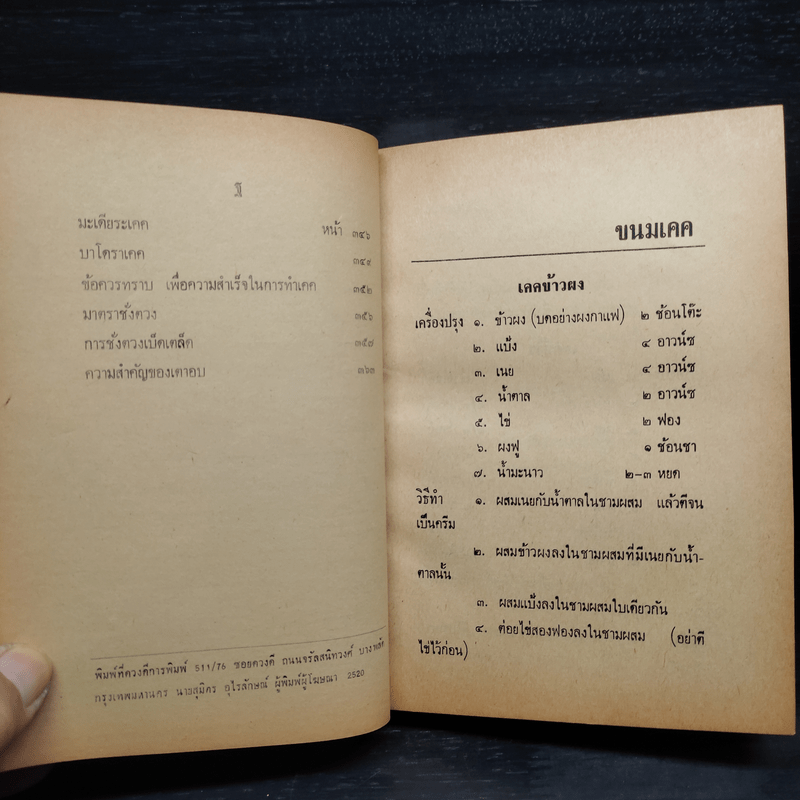 ฐ
มะเดียระเคค หน้า ๓๔๖
บาโตราเคค ๓๔๙
ข้อควรทราบ เพื่อความสำเร็จในการทำเคค ๓๕๒
มาตราชั่งตวง ๓๕๖
การชั่งตวงเบ็ดเตล็ด ๓๕๗
ความสำคัญของเตาอบ ๓๖๓
พิมพ์ที่ควงดีการพิมพ์ 511/76 ซอยควงดี ถนนจรัลสนิทวงศ์ บางพลัด
กรุงเทพมหานคร นายสุมิตร อุไรลักษณ์ ผู้พิมพ์ผู้โฆษณา 2520
ขนมเคค
เคคข้าวผง
เครื่องปรุง ๑. ข้าวผง (บดอย่างผงกาแฟ) ๒ ช้อนโต๊ะ
๒. แป้ง ๔ อาวน์ซ
๓. เนย ๔ อาวน์ซ
๔. น้ำตาล ๒ อาวน์ซ
๕. ไข่ ๒ ฟอง
๖. ผงฟู ๑ ช้อนชา
๗. น้ำมะนาว ๒-๓ หยด
วิธีทำ ๑. ผสมเนยกับน้ำตาลในชามผสม แล้วตีจน
เป็นครีม
๒. ผสมข้าวผงลงในชามผสมที่มีเนยกับน้ำ-
ตาลนั้น
๓. ผสมแป้งลงในชามผสมใบเดียวกัน
๔. ต่อยไข่สองฟองลงในชามผสม (อย่าตี
ไข่ไว้ก่อน)